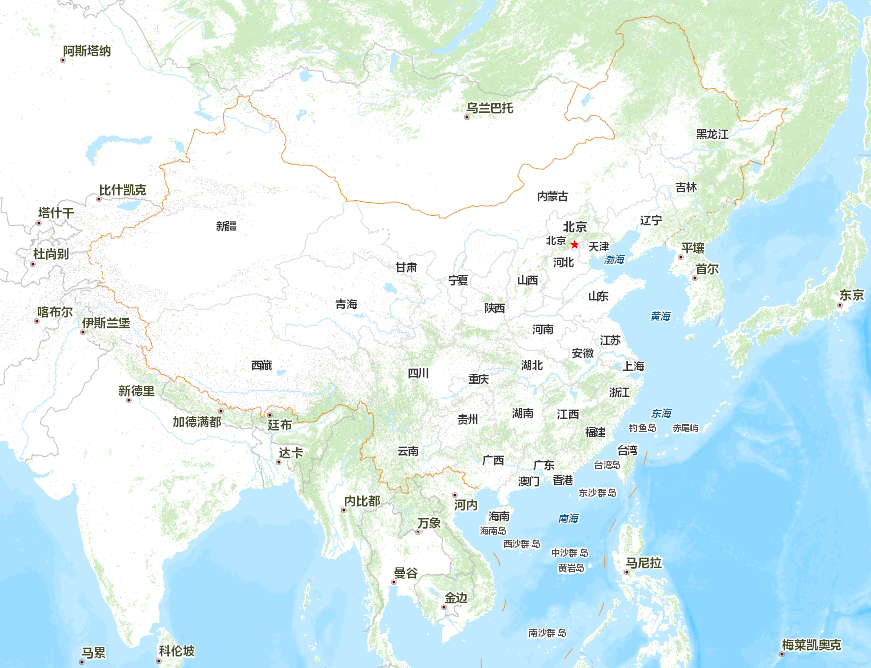 阿斯塔纳
乌兰巴托
黑龙江
吉林
比什凯克
内蒙古
塔什干
新疆
北京
辽宁
北京
天津
平壤
杜尚别
渤海
河北
甘肃
首尔
宁夏
山西
东京
山东
青海
陕西
喀布尔
黄海
伊斯兰堡
河南
江苏
安徽
西藏
湖北
上海
四川
重庆
新德里
浙江
加德满都
湖南
江西
东海
廷布
贵州
钓鱼岛
赤尾屿
福建
达卡
云南
台湾
广西
广东
台湾岛
澳门
香港
东沙群岛
内比都
河内
海南
南海
万象
海南岛
西沙群岛
中沙群岛
马尼拉
黄岩岛
曼谷
金边
南沙群岛
马累
科伦坡
梅莱凯奥克